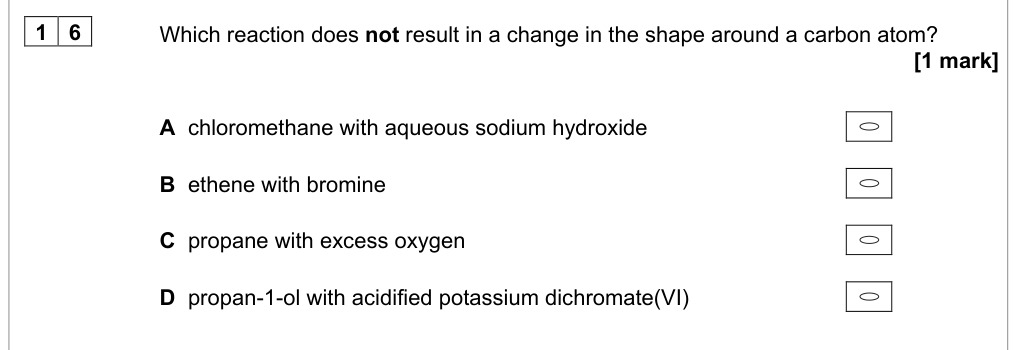 1 6 Which reaction does not result in a change in the shape around a carbon atom?
[1 mark]
A chloromethane with aqueous sodium hydroxide
B ethene with bromine
C propane with excess oxygen
D propan-1-ol with acidified potassium dichromate(VI)